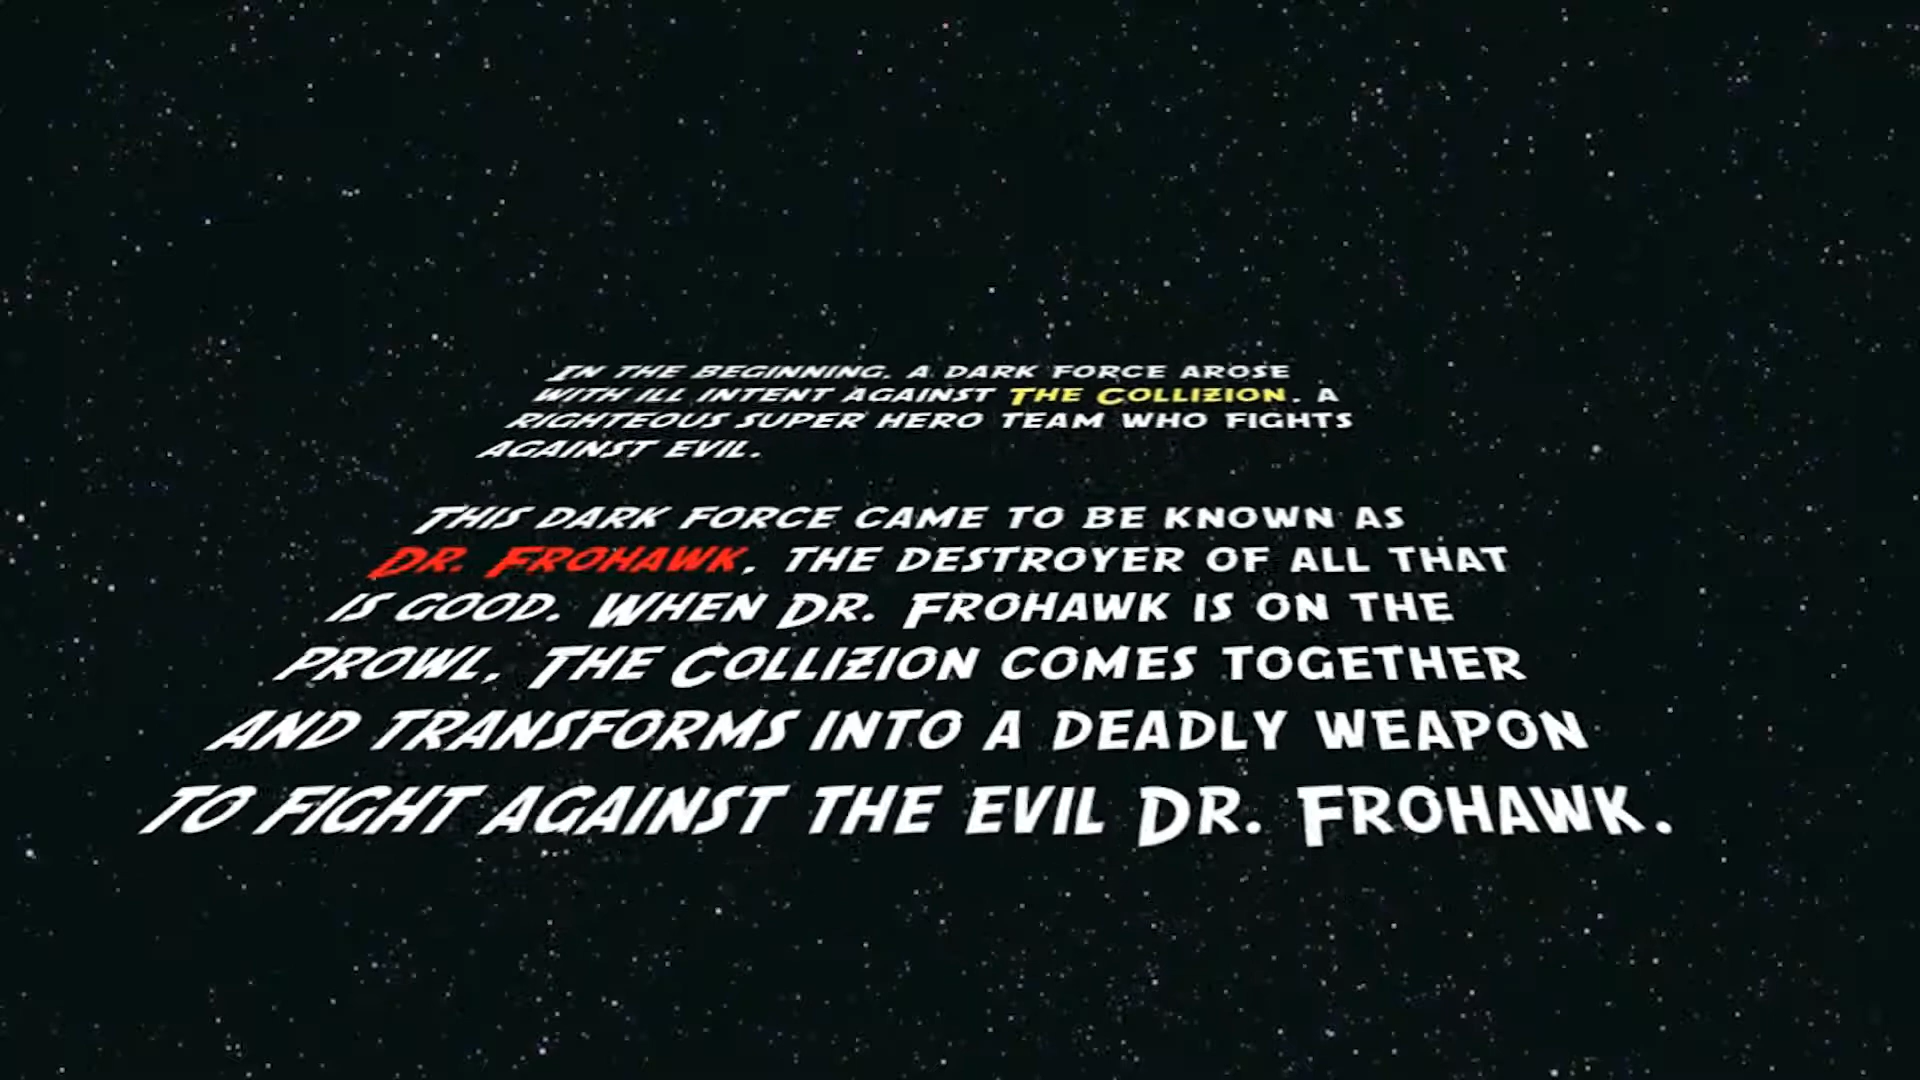 In the beginning, a dark force arose
with ill intent against The Collizion, a
righteous super hero team who fights
against evil.
This dark force came to be known as
Dr. Frohawk, the destroyer of all that
is good. When Dr. Frohawk is on the
prowl, The Collizion comes together
and transforms into a deadly weapon
to fight against the evil Dr. Frohawk.